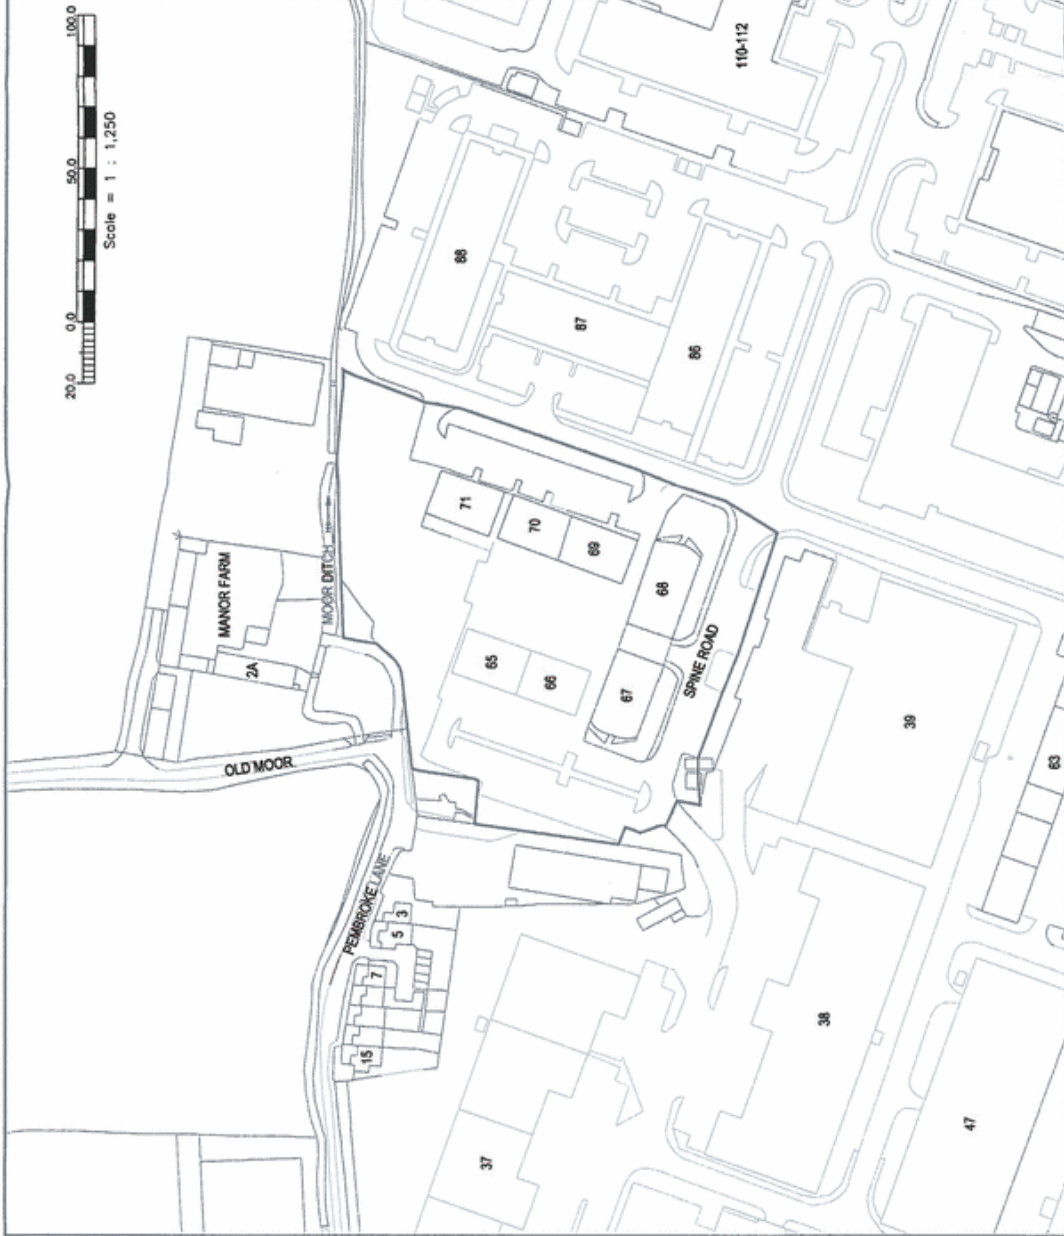 20.0 0.0 50.0 100.0
Scale = 1 : 1,250
110-112
88
87
86
MANOR FARM
2A
MOOR DITCH
OLD MOOR
71
70
69
68
67
65
66
SPINE ROAD
PEMBROKE LANE
3
5
7
15
39
38
37
63
47